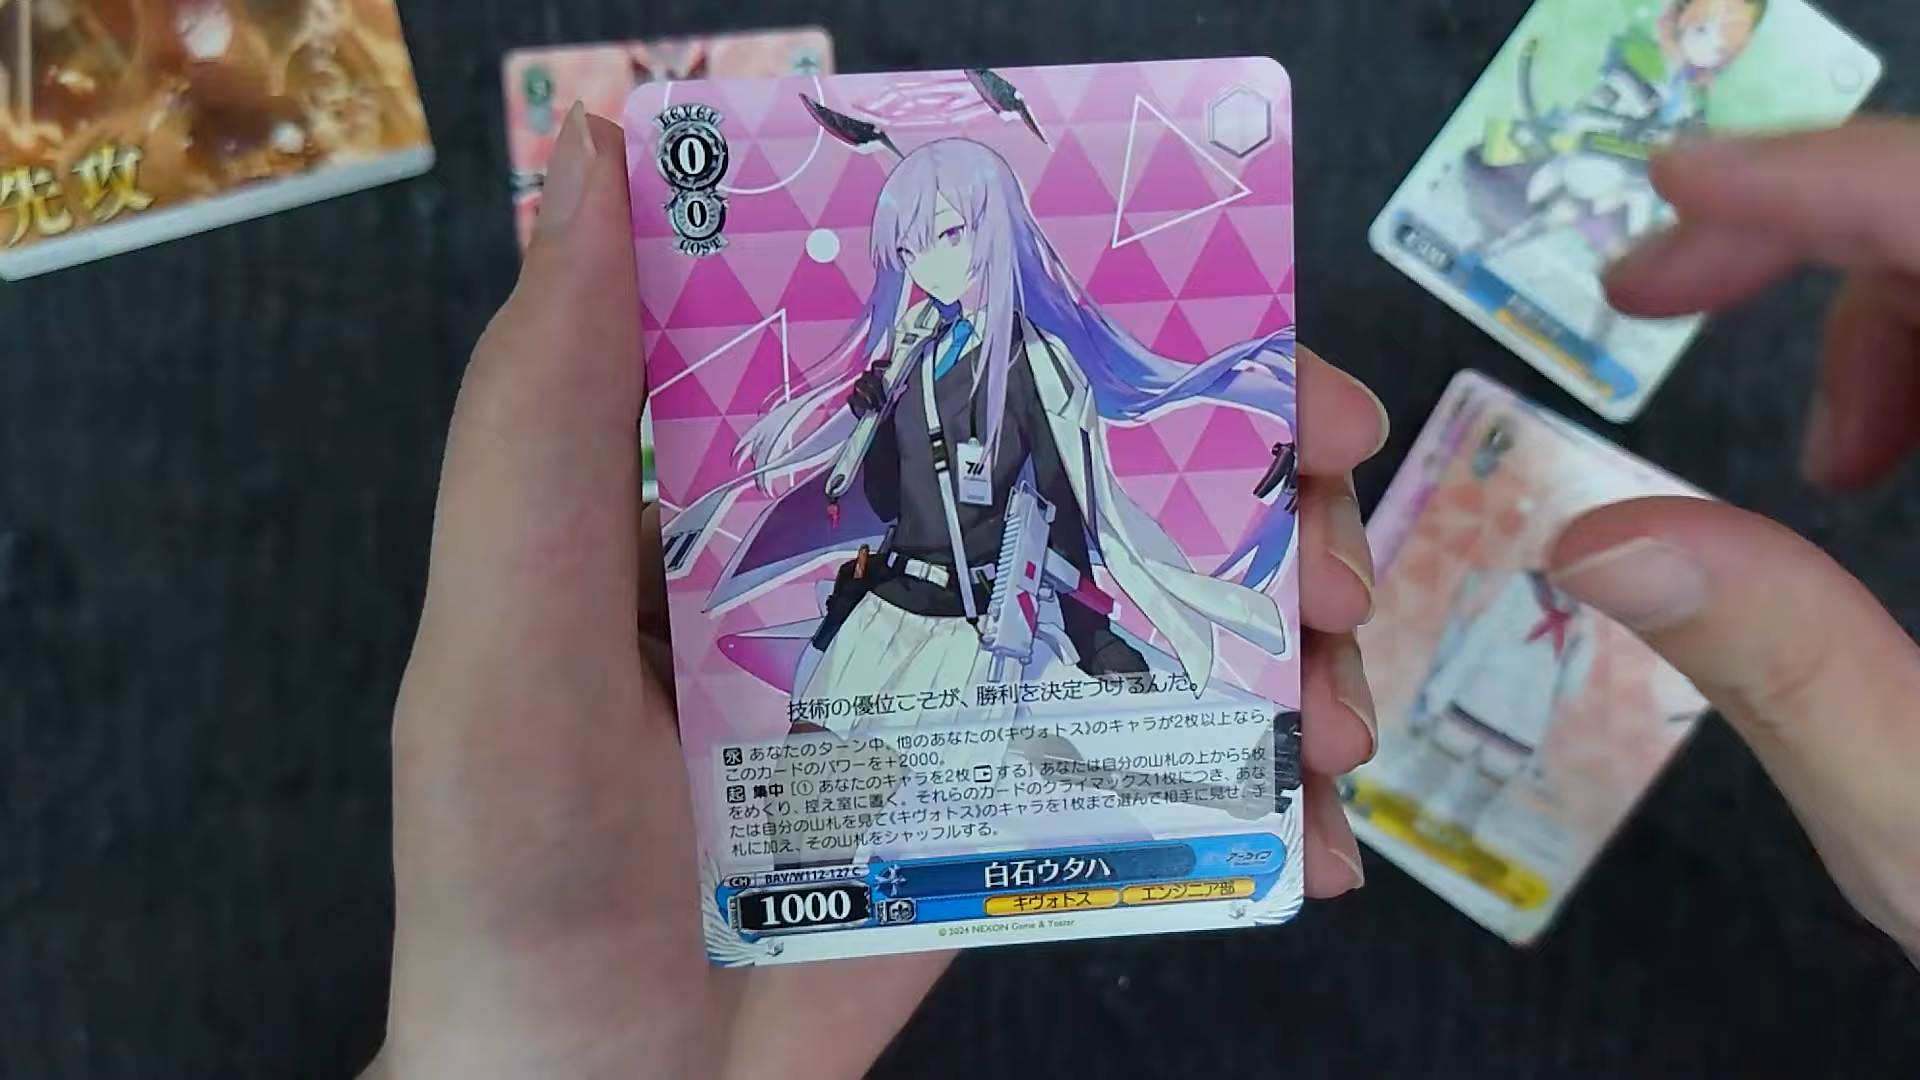 先攻
LEVEL
0
0
COST
技術の優位こそが、勝利を決定づけるんだ。
永 あなたのターン中、他のあなたの《キヴォトス》のキャラが2枚以上なら、
このカードのパワーを+2000。
起 集中 [① あなたのキャラを2枚 する] あなたは自分の山札の上から5枚
をめくり、控え室に置く。それらのカードのクライマックス1枚につき、あな
たは自分の山札を見て《キヴォトス》のキャラを1枚まで選んで相手に見せ、手
札に加え、その山札をシャッフルする。
CH BAV/W112-127 C
白石ウタハ
アーカイブ
1000
キヴォトス
エンジニア部
© 2024 NEXON Game & Yostar